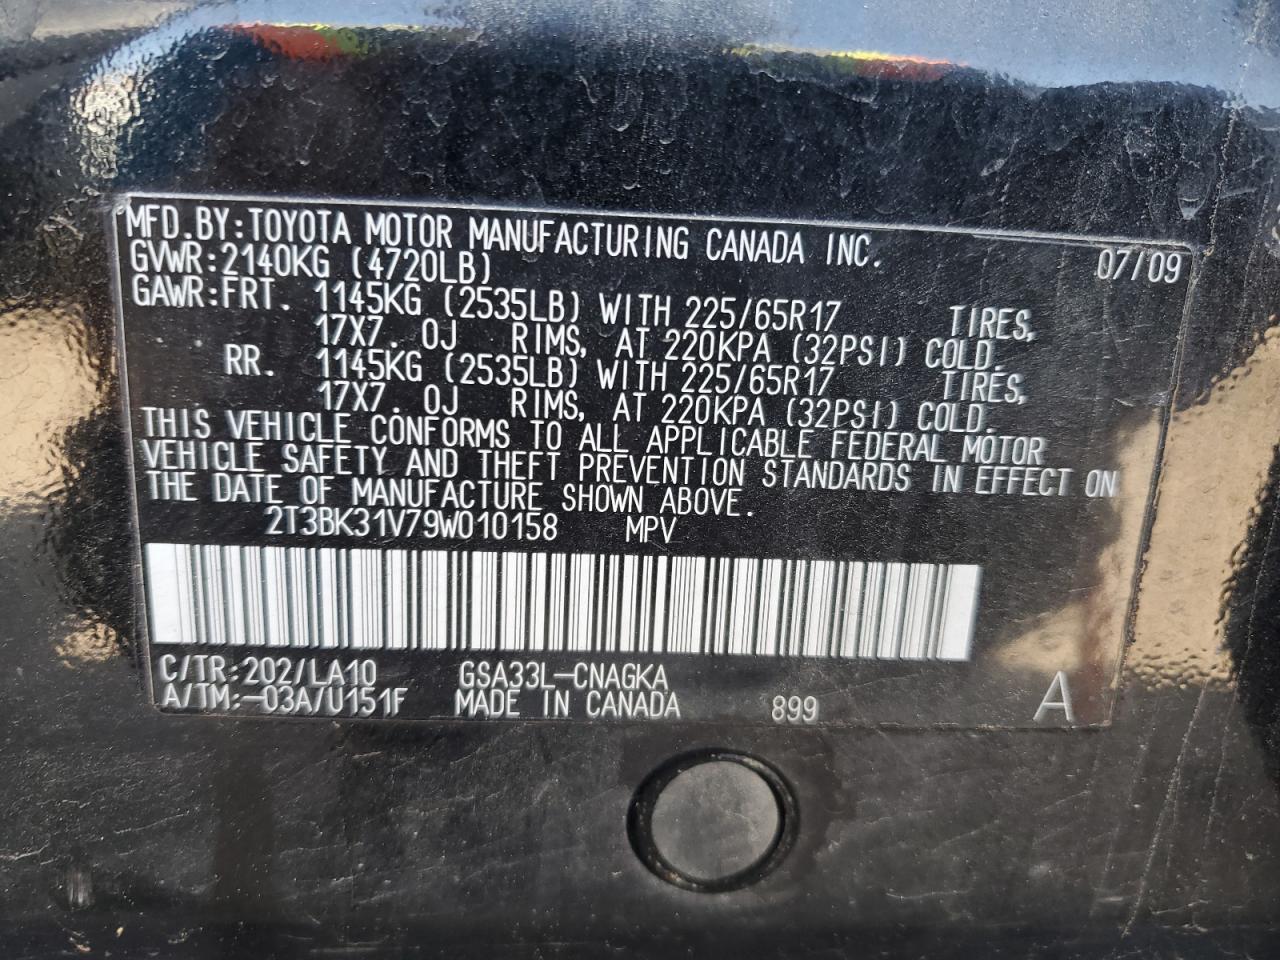 MFD.BY:TOYOTA MOTOR MANUFACTURING CANADA INC. 07/09
GVWR:2140KG (4720LB)
GAWR:FRT. 1145KG (2535LB) WITH 225/65R17 TIRES,
17X7.0J RIMS, AT 220KPA (32PSI) COLD.
RR. 1145KG (2535LB) WITH 225/65R17 TIRES,
17X7.0J RIMS, AT 220KPA (32PSI) COLD.
THIS VEHICLE CONFORMS TO ALL APPLICABLE FEDERAL MOTOR
VEHICLE SAFETY AND THEFT PREVENTION STANDARDS IN EFFECT ON
THE DATE OF MANUFACTURE SHOWN ABOVE.
2T3BK31V79W010158 MPV
C/TR:202/LA10 GSA33L-CNAGKA
A/TM:-03A/U151F MADE IN CANADA 899 A